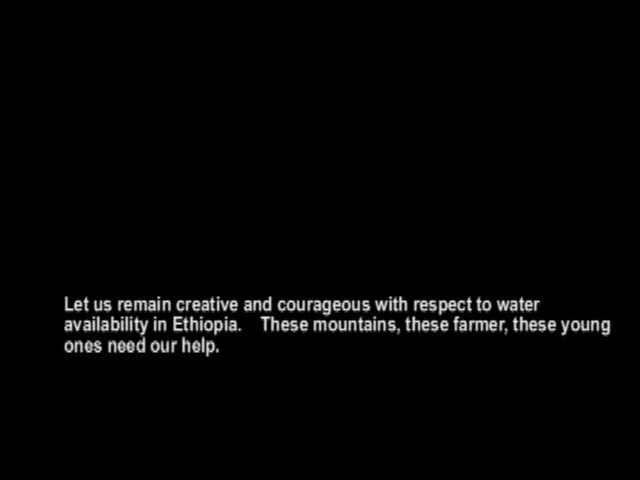 Let us remain creative and courageous with respect to water
availability in Ethiopia.   These mountains, these farmer, these young
ones need our help.